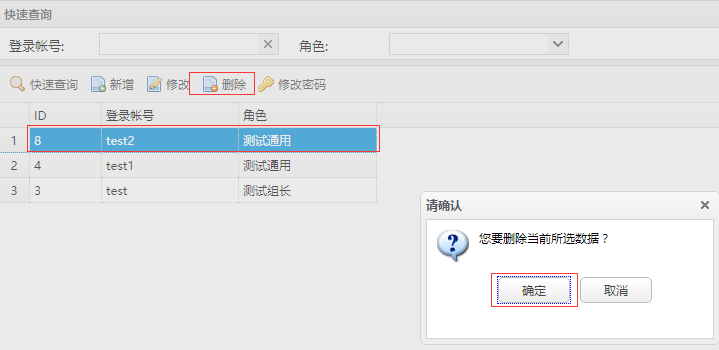 快速查询
登录帐号: 角色:
快速查询 新增 修改 删除 修改密码
ID 登录帐号 角色
1 8 test2 测试通用
2 4 test1 测试通用
3 3 test 测试组长
请确认
您要删除当前所选数据？
确定 取消